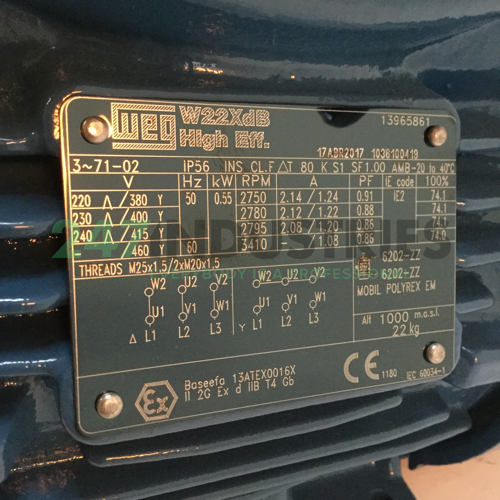 WEG W22XdB
High Eff.
13965861
17ABR2017 1038100419
3~71-02 IP56 INS CL.F ΔT 80 K S1 SF1.00 AMB-20 to 40°C
V Hz kW RPM A PF IE code 100%
220 Δ / 380 Y 50 0.55 2750 2.14 / 1.24 0.91 IE2 74.1
230 Δ / 400 Y 2780 2.12 / 1.22 0.88 74.1
240 Δ / 415 Y 2795 2.08 / 1.20 0.86 74.1
/ 460 Y 60 3410 - / 1.08 0.86 74.0
THREADS M25x1.5/2xM20x1.5
6202-ZZ
6202-ZZ
MOBIL POLYREX EM
W2 U2 V2 W2 U2 V2
U1 V1 W1 U1 V1 W1
Δ L1 L2 L3 Y L1 L2 L3
Alt 1000 m.a.s.l.
22kg
Ex Baseefa 13ATEX0016X
II 2G Ex d IIB T4 Gb
CE 1180 IEC 60034-1
247 INDUSTRIES